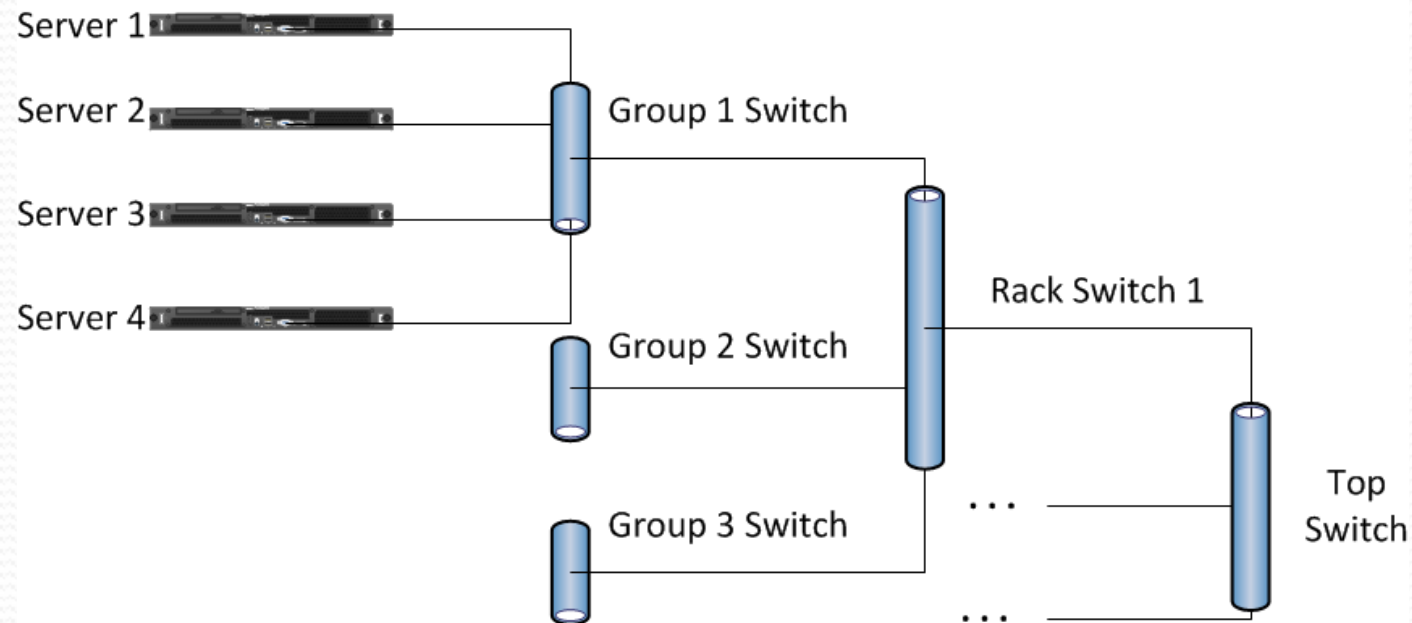 Server 1
Server 2
Server 3
Server 4
Group 1 Switch
Group 2 Switch
Group 3 Switch
Rack Switch 1
...
...
Top
Switch